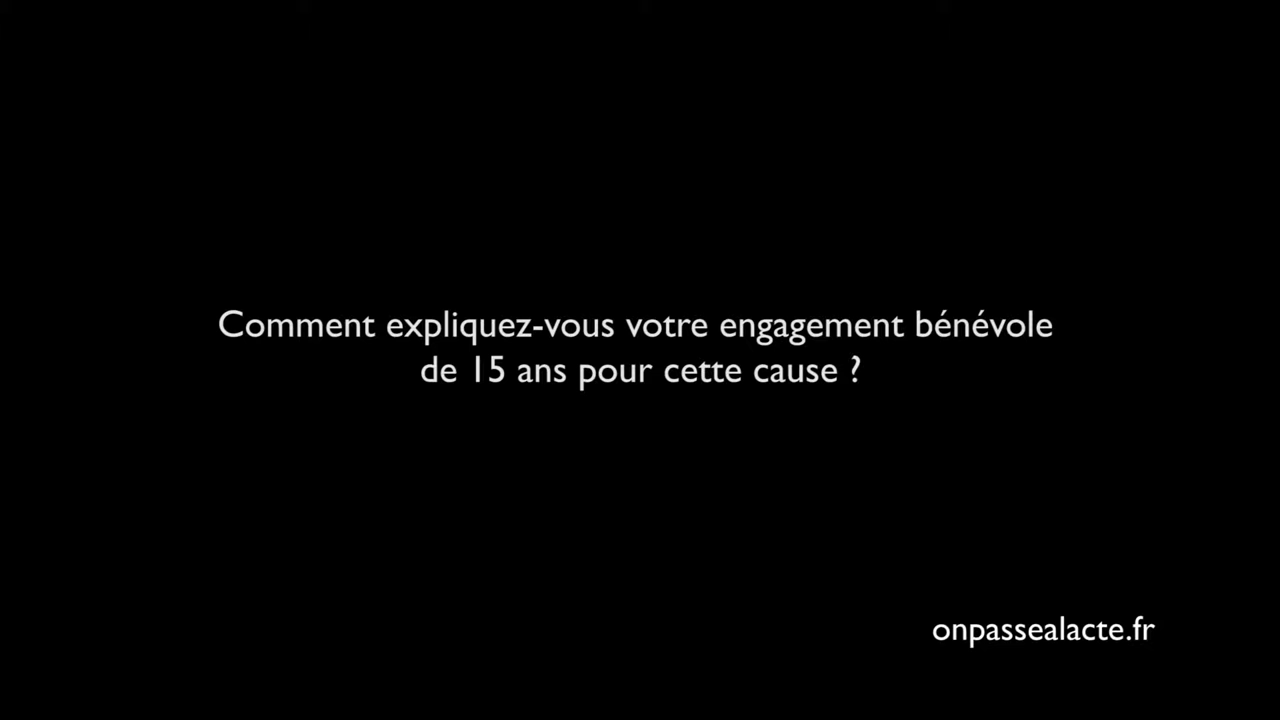 Comment expliquez-vous votre engagement bénévole
de 15 ans pour cette cause ?
onpassealacte.fr